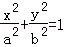 x²/a² + y²/b² = 1